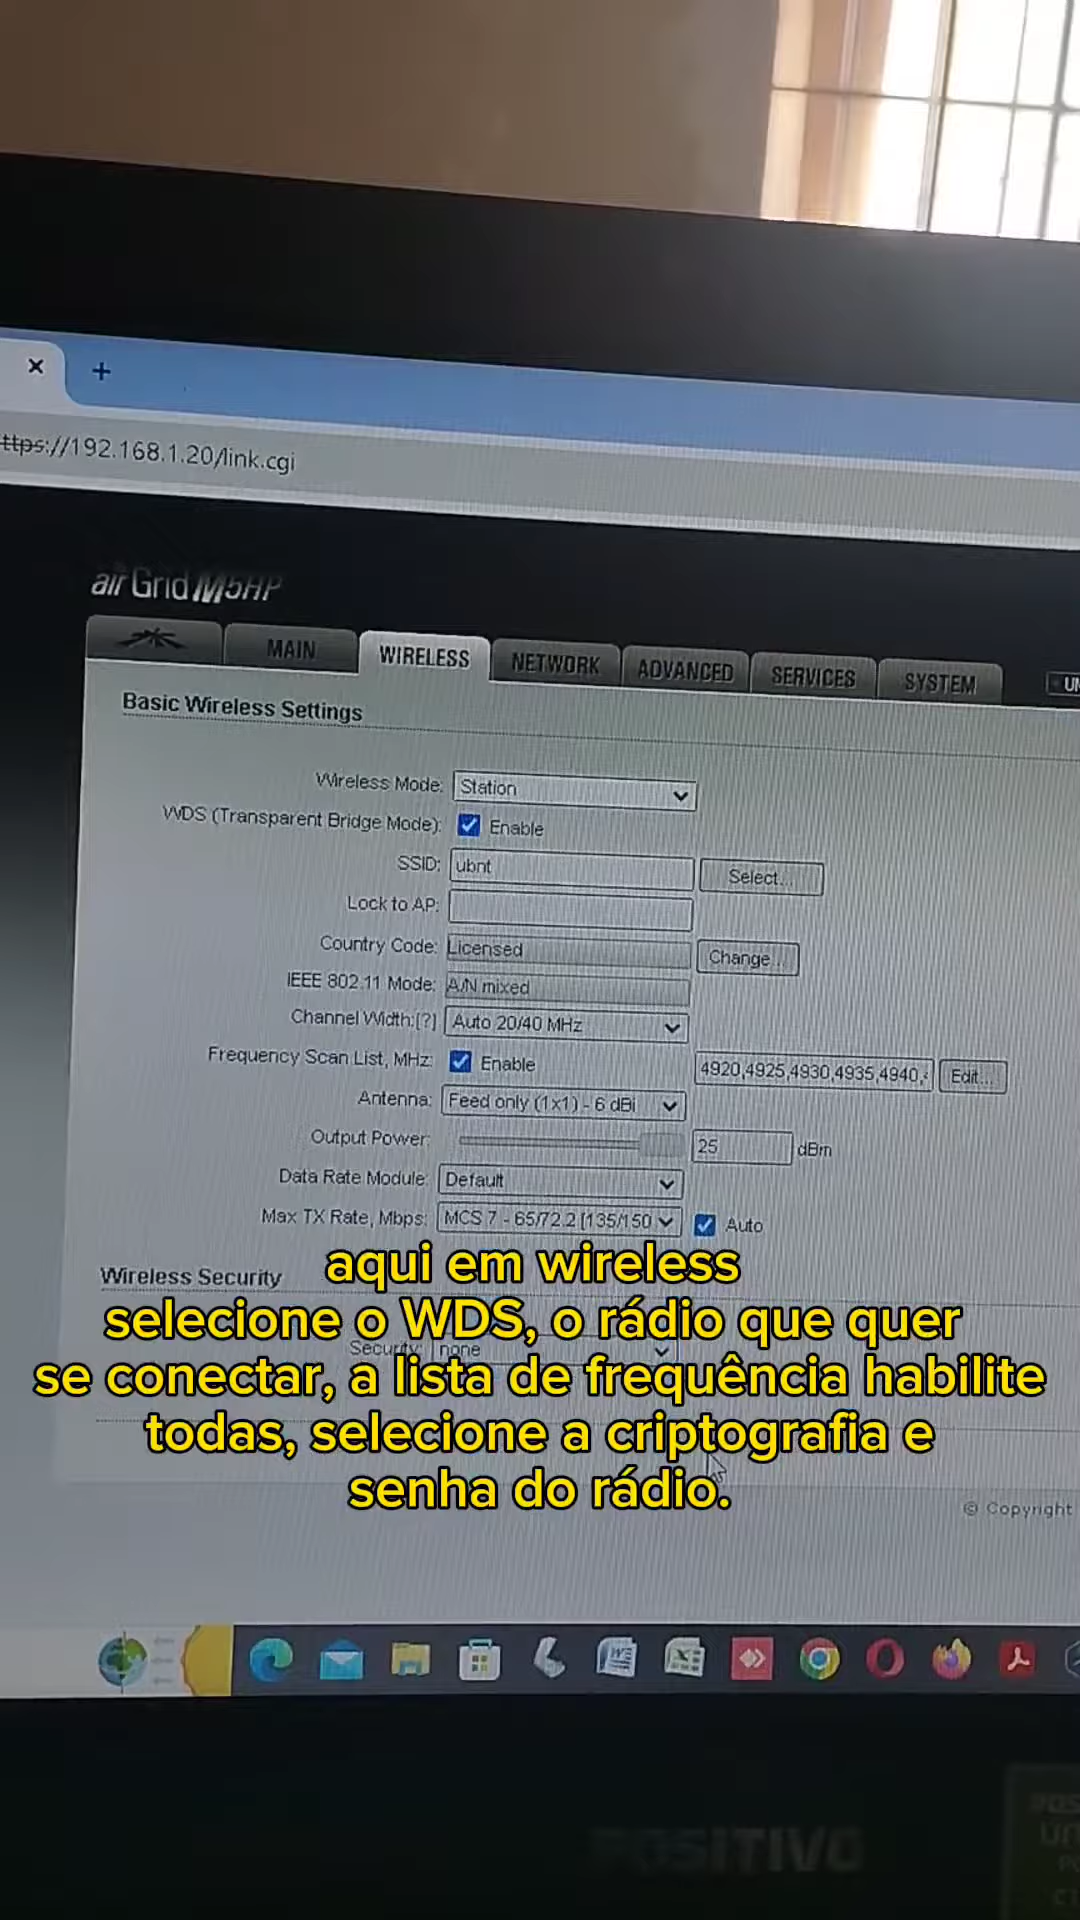 ttps://192.168.1.20/link.cgi
airGrid M5HP
MAIN WIRELESS NETWORK ADVANCED SERVICES SYSTEM
Basic Wireless Settings
Wireless Mode: Station
WDS (Transparent Bridge Mode): Enable
SSID: ubnt Select...
Lock to AP:
Country Code: Licensed Change...
IEEE 802.11 Mode: A/N mixed
Channel Width:[?] Auto 20/40 MHz
Frequency Scan List, MHz: Enable 4920,4925,4930,4935,4940, Edit...
Antenna: Feed only (1x1) - 6 dBi
Output Power: 25 dBm
Data Rate Module: Default
Max TX Rate, Mbps: MCS 7 - 65/72.2 [135/150 Auto
Wireless Security
Security: none
aqui em wireless
selecione o WDS, o rádio que quer
se conectar, a lista de frequência habilite
todas, selecione a criptografia e
senha do rádio.
© Copyright
POSITIVO